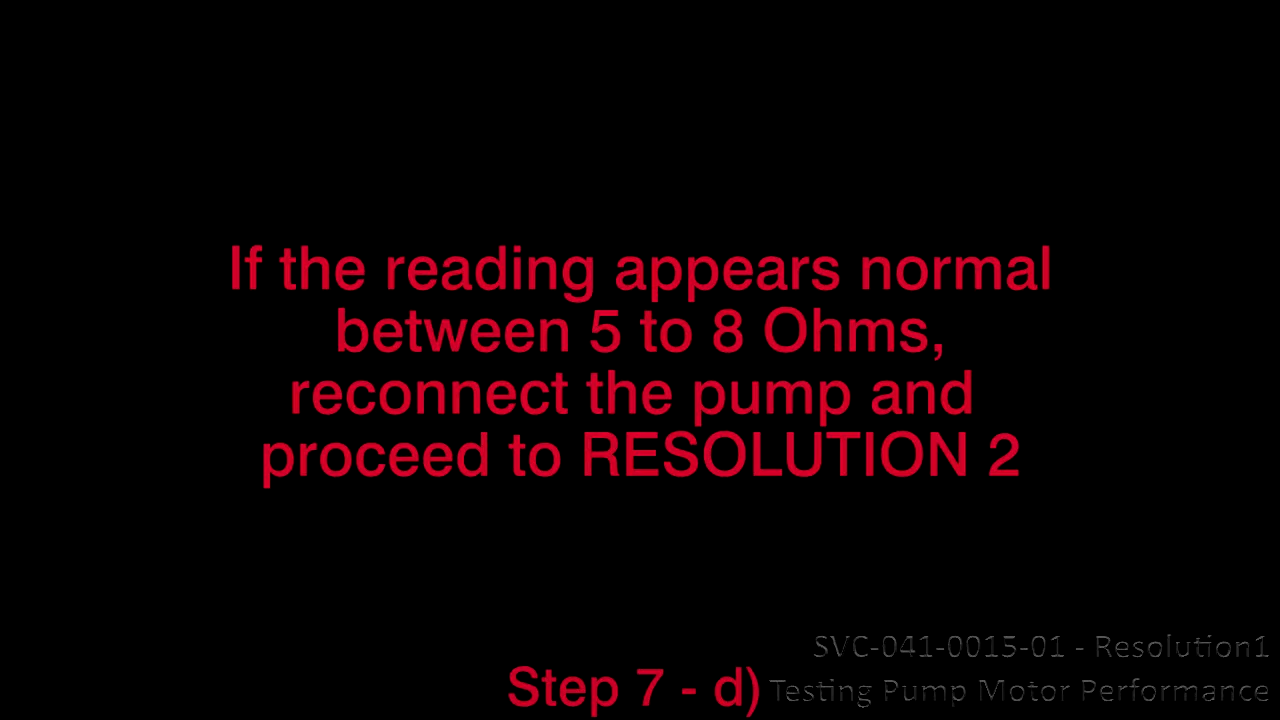 If the reading appears normal
between 5 to 8 Ohms,
reconnect the pump and
proceed to RESOLUTION 2
SVC-041-0015-01 - Resolution1
Step 7 - d)
Testing Pump Motor Performance